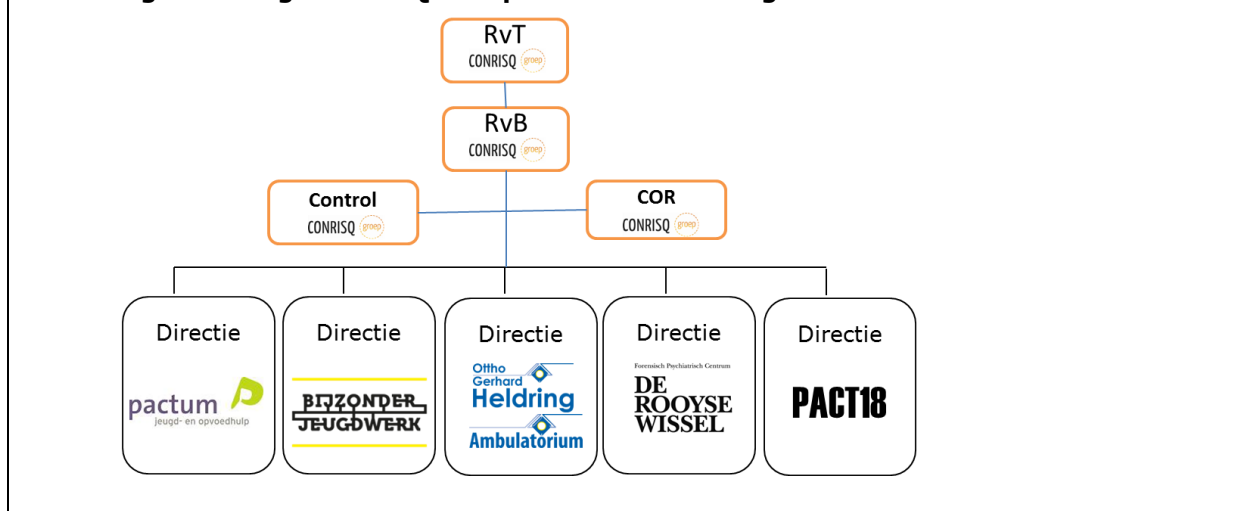 RvT
CONRISQ groep
RvB
CONRISQ groep
Control
CONRISQ groep
COR
CONRISQ groep
Directie
pactum
jeugd- en opvoedhulp
Directie
BIJZONDER
JEUGDWERK
Directie
Ottho
Gerhard
Heldring
Ambulatorium
Directie
Forensisch Psychiatrisch Centrum
DE
ROOYSE
WISSEL
Directie
PACT18